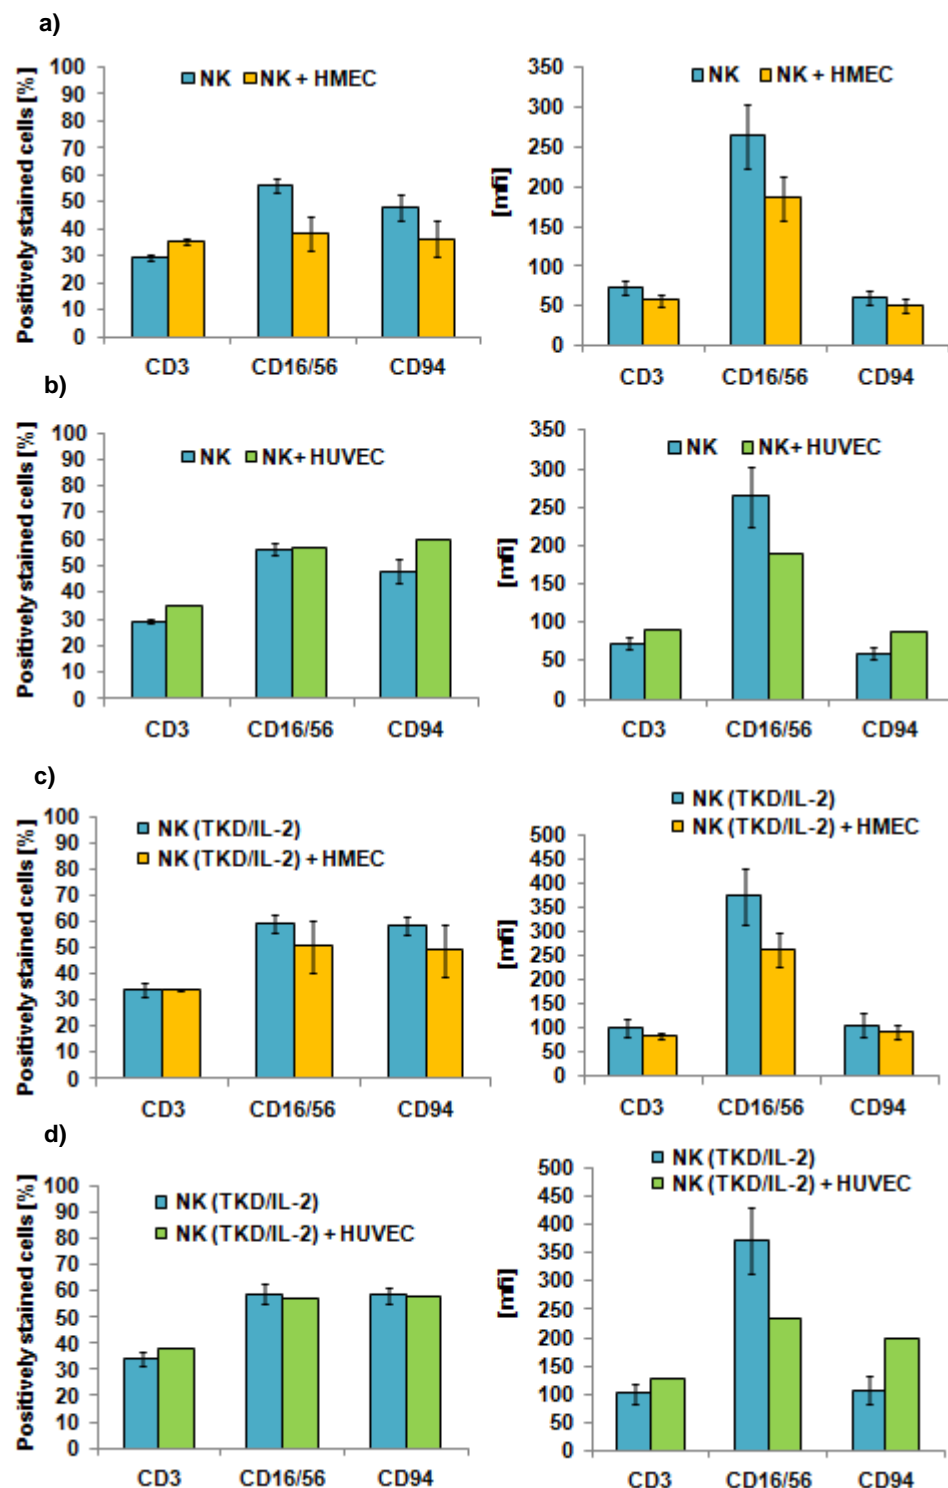 a)
Positively stained cells [%]
100
90
80
70
60
50
40
30
20
10
0
NK NK + HMEC
CD3 CD16/56 CD94
[mfi]
350
300
250
200
150
100
50
0
NK NK + HMEC
CD3 CD16/56 CD94
b)
Positively stained cells [%]
100
90
80
70
60
50
40
30
20
10
0
NK NK+ HUVEC
CD3 CD16/56 CD94
[mfi]
350
300
250
200
150
100
50
0
NK NK+ HUVEC
CD3 CD16/56 CD94
c)
Positively stained cells [%]
100
90
80
70
60
50
40
30
20
10
0
NK (TKD/IL-2)
NK (TKD/IL-2) + HMEC
CD3 CD16/56 CD94
[mfi]
500
450
400
350
300
250
200
150
100
50
0
NK (TKD/IL-2)
NK (TKD/IL-2) + HMEC
CD3 CD16/56 CD94
d)
Positively stained cells [%]
100
90
80
70
60
50
40
30
20
10
0
NK (TKD/IL-2)
NK (TKD/IL-2) + HUVEC
CD3 CD16/56 CD94
[mfi]
500
450
400
350
300
250
200
150
100
50
0
NK (TKD/IL-2)
NK (TKD/IL-2) + HUVEC
CD3 CD16/56 CD94